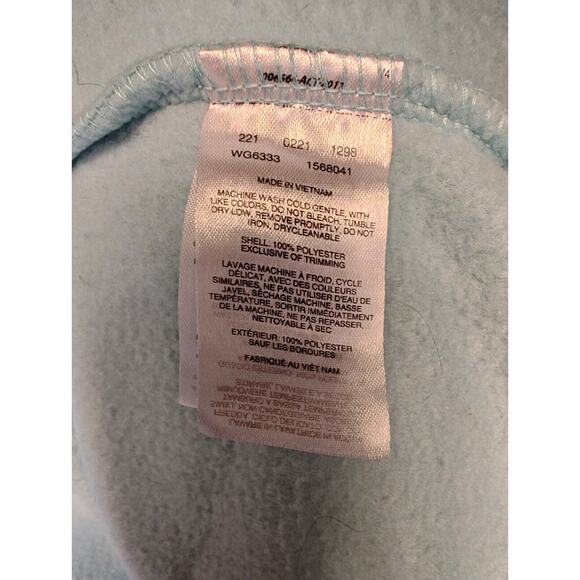 221 0221 1298
WG6333 1568041
MADE IN VIETNAM
MACHINE WASH COLD GENTLE, WITH
LIKE COLORS, DO NOT BLEACH, TUMBLE
DRY LOW, REMOVE PROMPTLY, DO NOT
IRON, DRYCLEANABLE
SHELL: 100% POLYESTER
EXCLUSIVE OF TRIMMING
LAVAGE MACHINE À FROID, CYCLE
DÉLICAT, AVEC DES COULEURS
SIMILAIRES, NE PAS UTILISER D'EAU DE
JAVEL, SÉCHAGE MACHINE, BASSE
TEMPÉRATURE, SORTIR IMMÉDIATEMENT
DE LA MACHINE, NE PAS REPASSER,
NETTOYABLE À SEC
EXTÉRIEUR: 100% POLYESTER
SAUF LES BORDURES
FABRIQUÉ AU VIÊT NAM